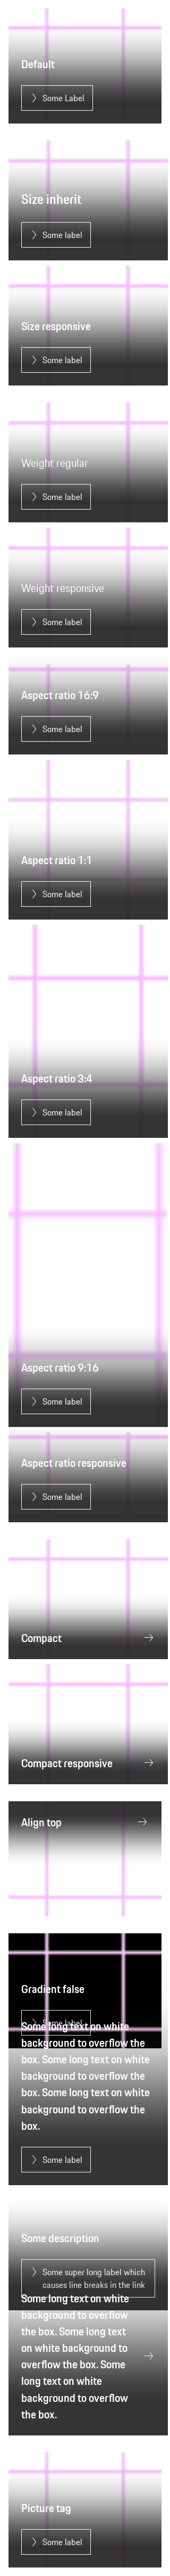 Default
Some Label
Size inherit
Some label
Size responsive
Some label
Weight regular
Some label
Weight responsive
Some label
Aspect ratio 16:9
Some label
Aspect ratio 1:1
Some label
Aspect ratio 3:4
Some label
Aspect ratio 9:16
Some label
Aspect ratio responsive
Some label
Compact
Compact responsive
Align top
Gradient false
Some label
Some long text on white
background to overflow the
box. Some long text on white
background to overflow the
box. Some long text on white
background to overflow the
box.
Some label
Some description
Some super long label which
causes line breaks in the link
Some long text on white
background to overflow
the box. Some long text
on white background to
overflow the box. Some
long text on white
background to overflow
the box.
Picture tag
Some label